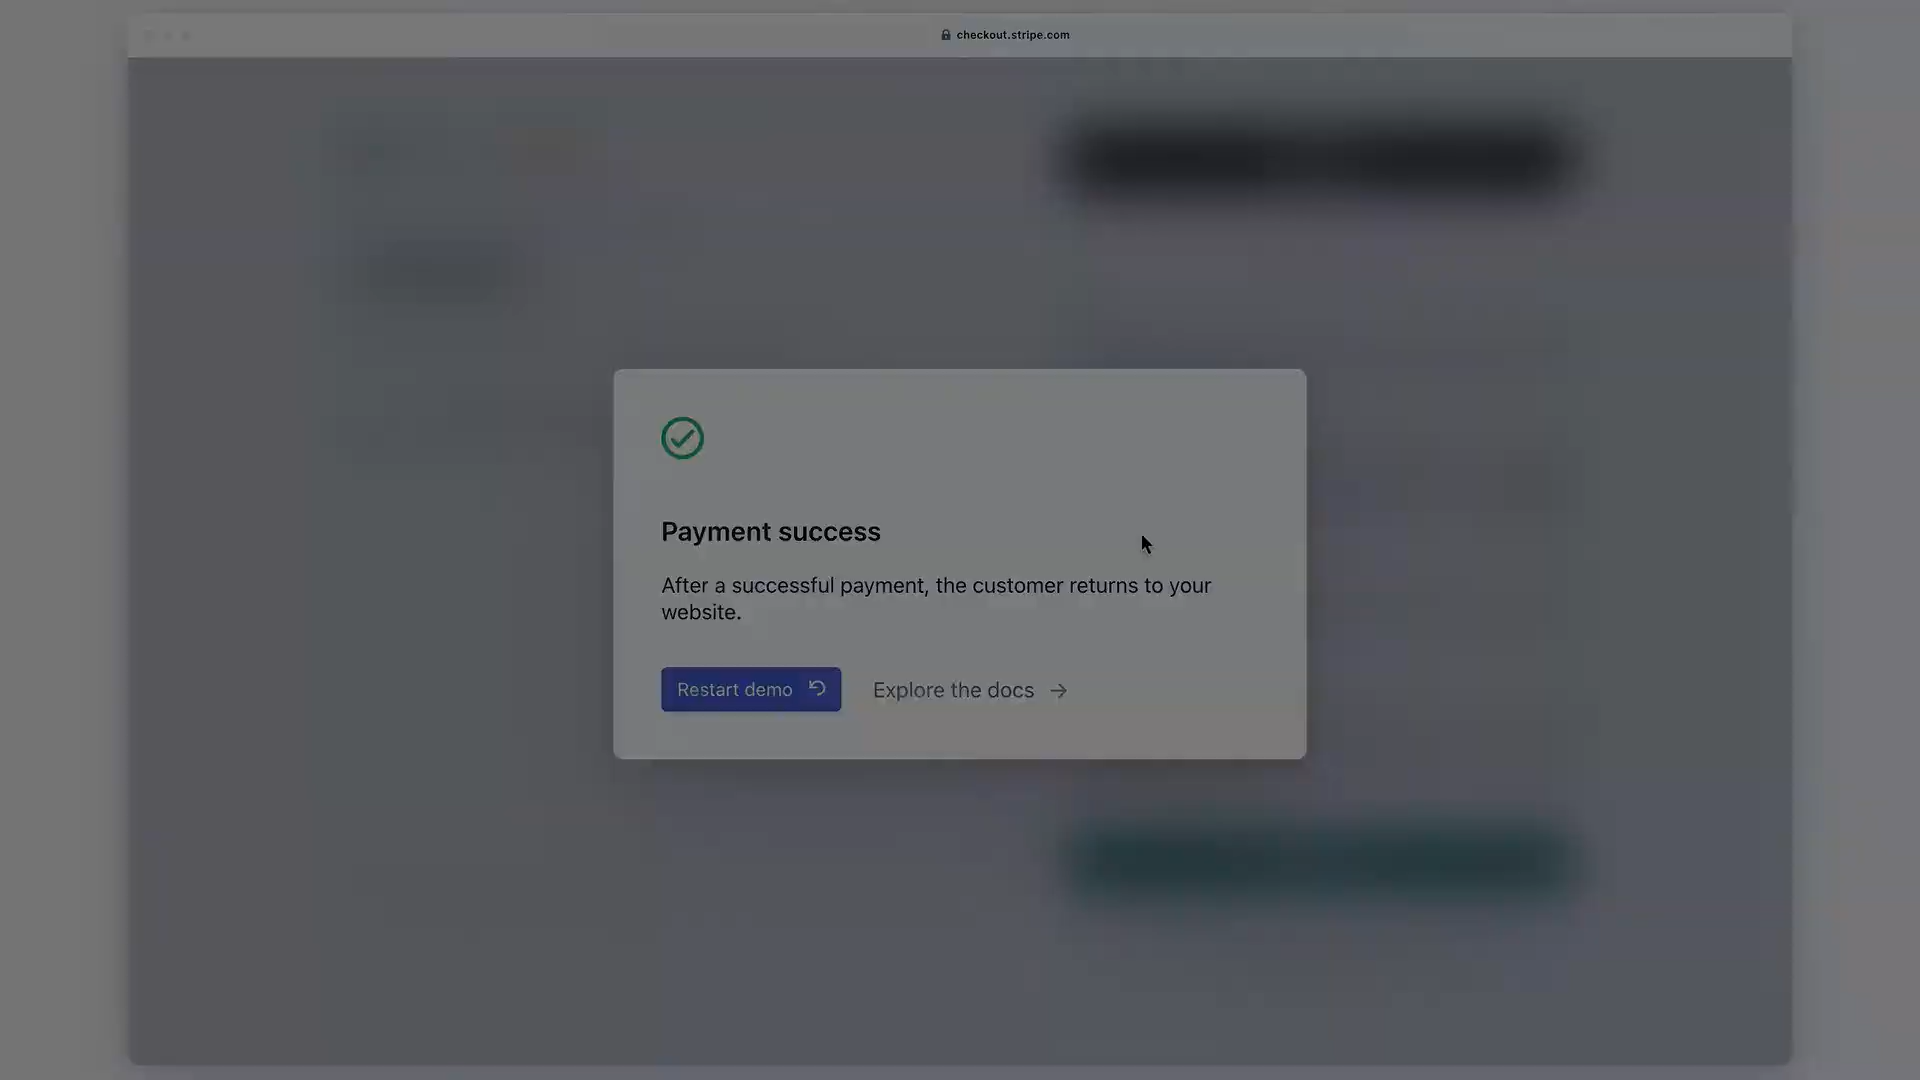 checkout.stripe.com
Payment success
After a successful payment, the customer returns to your
website.
Restart demo
Explore the docs →